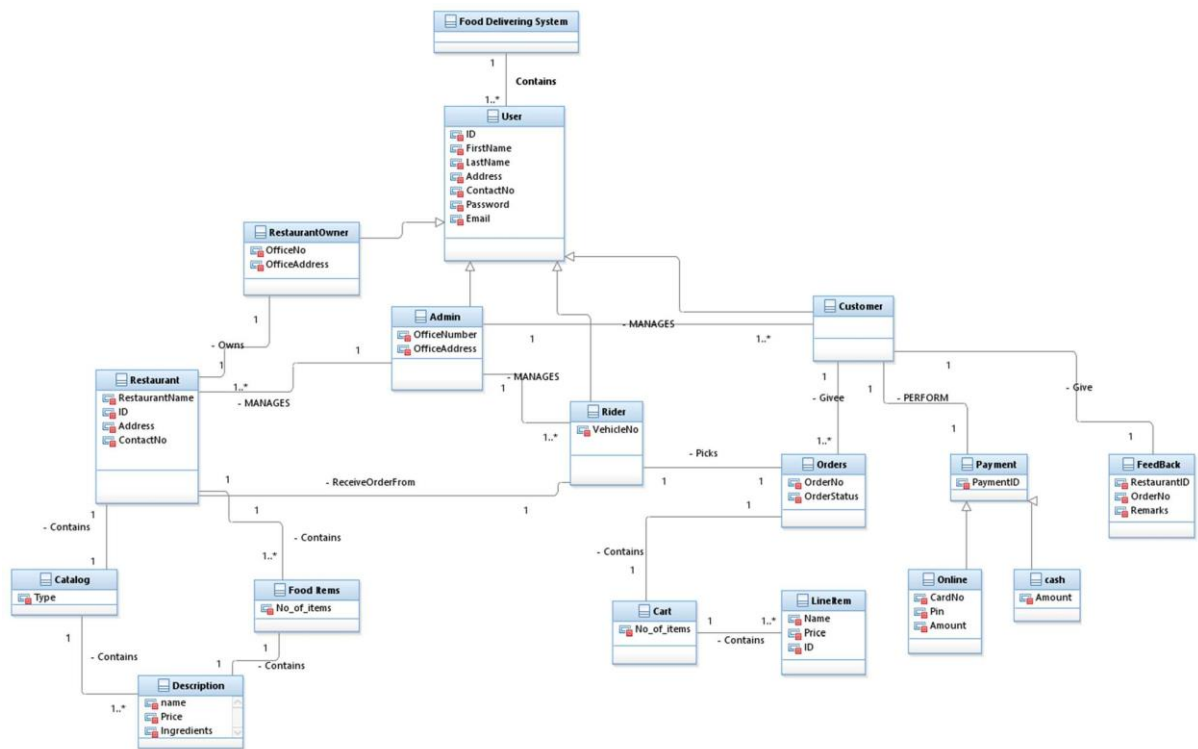 Food Delivering System
1
Contains
1..*
User
ID
FirstName
LastName
Address
ContactNo
Password
Email
RestaurantOwner
OfficeNo
OfficeAddress
1
- Owns
1
Admin
OfficeNumber
OfficeAddress
1
- MANAGES
1..*
Customer
1
1..*
- MANAGES
1
- MANAGES
1..*
Restaurant
RestaurantName
ID
Address
ContactNo
Rider
VehicleNo
1
- Givee
1..*
1
- PERFORM
1
1
- Give
1
- Picks
1
1
Orders
OrderNo
OrderStatus
Payment
PaymentID
FeedBack
RestaurantID
OrderNo
Remarks
1
- ReceiveOrderFrom
1
1
- Contains
1
1
- Contains
1..*
1
- Contains
1
Catalog
Type
Food Items
No_of_items
Cart
No_of_items
1
1..*
- Contains
LineItem
Name
Price
ID
Online
CardNo
Pin
Amount
cash
Amount
1
- Contains
1..*
1
1
- Contains
Description
name
Price
Ingredients